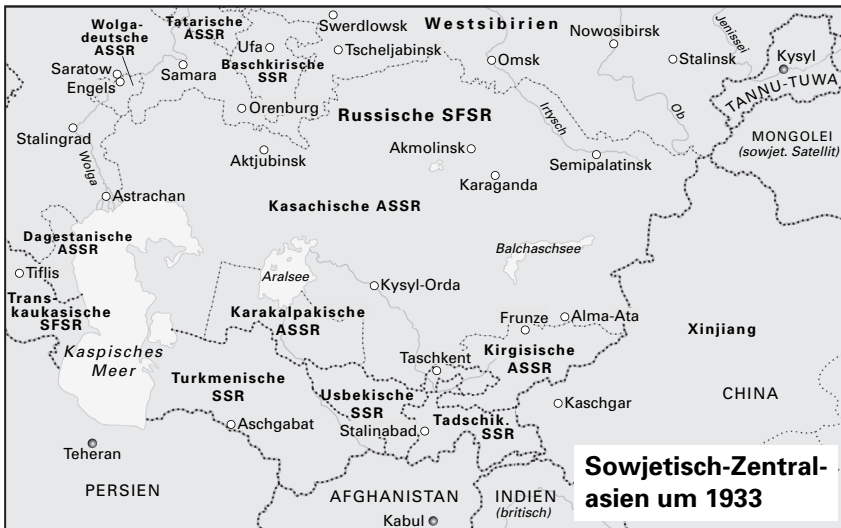 Wolga-
deutsche
ASSR
Tatarische
ASSR
Swerdlowsk
Westsibirien
Nowosibirsk
Jenissei
Ufa
Tscheljabinsk
Baschkirische
SSR
Omsk
Stalinsk
Kysyl
Saratow
Engels
Samara
TANNU-TUWA
Orenburg
Russische SFSR
Irtysch
Ob
Stalingrad
Wolga
Aktjubinsk
Akmolinsk
Semipalatinsk
MONGOLEI
(sowjet. Satellit)
Karaganda
Astrachan
Kasachische ASSR
Dagestanische
ASSR
Balchaschsee
Tiflis
Aralsee
Kysyl-Orda
Trans-
kaukasische
SFSR
Karakalpakische
ASSR
Frunze
Alma-Ata
Xinjiang
Kaspisches
Meer
Taschkent
Kirgisische
ASSR
Turkmenische
SSR
Usbekische
SSR
CHINA
Kaschgar
Aschgabat
Stalinabad
Tadschik.
SSR
Teheran
PERSIEN
AFGHANISTAN
Kabul
INDIEN
(britisch)
Sowjetisch-Zentral-
asien um 1933